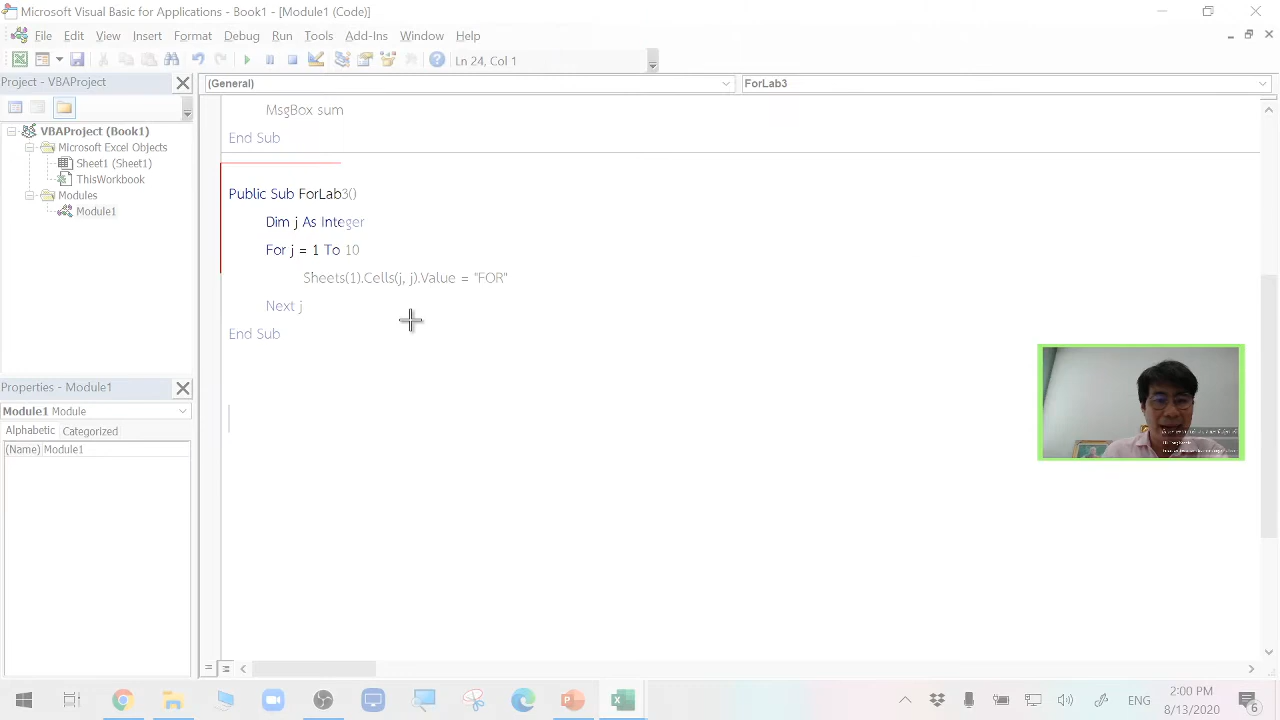 Microsoft Visual Basic for Applications - Book1 - [Module1 (Code)]
File Edit View Insert Format Debug Run Tools Add-Ins Window Help
Ln 24, Col 1
Project - VBAProject
(General)
ForLab3
VBAProject (Book1)
Microsoft Excel Objects
Sheet1 (Sheet1)
ThisWorkbook
Modules
Module1
MsgBox sum
End Sub
Public Sub ForLab3()
Dim j As Integer
For j = 1 To 10
Sheets(1).Cells(j, j).Value = "FOR"
Next j
End Sub
Properties - Module1
Module1 Module
Alphabetic Categorized
(Name) Module1
ENG
2:00 PM
8/13/2020
6